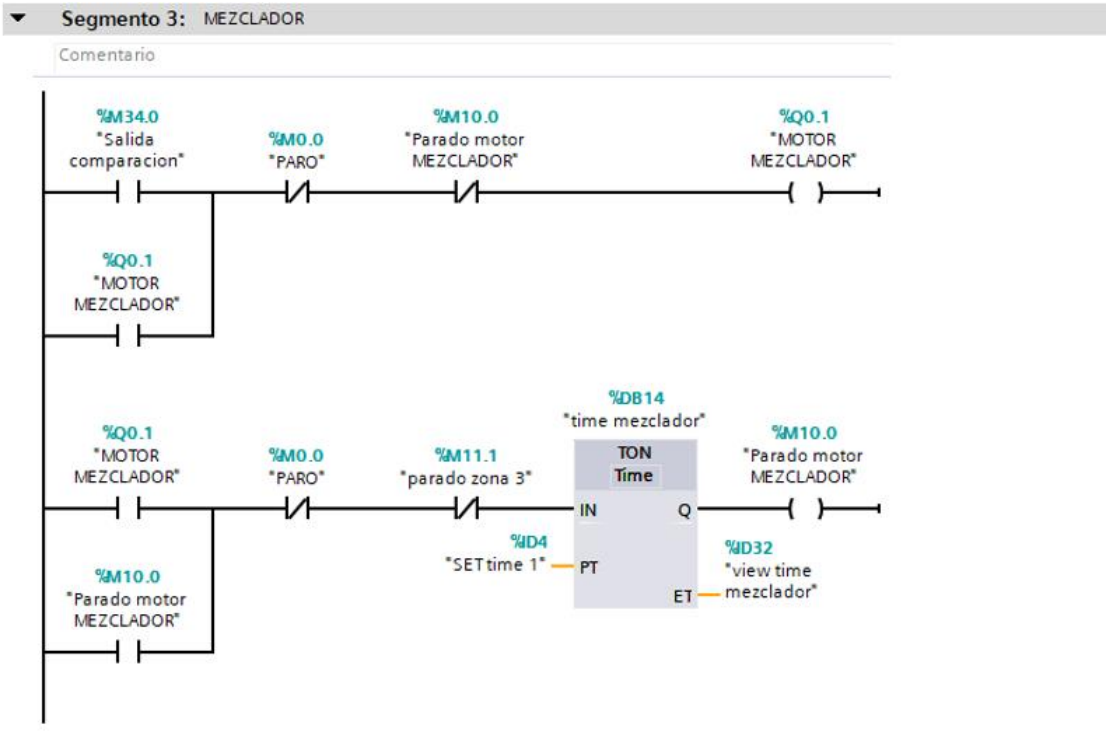 Segmento 3: MEZCLADOR
Comentario
%M34.0
"Salida
comparacion"
%M0.0
"PARO"
%M10.0
"Parado motor
MEZCLADOR"
%Q0.1
"MOTOR
MEZCLADOR"
%Q0.1
"MOTOR
MEZCLADOR"
%Q0.1
"MOTOR
MEZCLADOR"
%M0.0
"PARO"
%M11.1
"parado zona 3"
%DB14
"time mezclador"
TON
Time
IN
Q
%ID4
"SET time 1"
PT
ET
%ID32
"view time
mezclador"
%M10.0
"Parado motor
MEZCLADOR"
%M10.0
"Parado motor
MEZCLADOR"